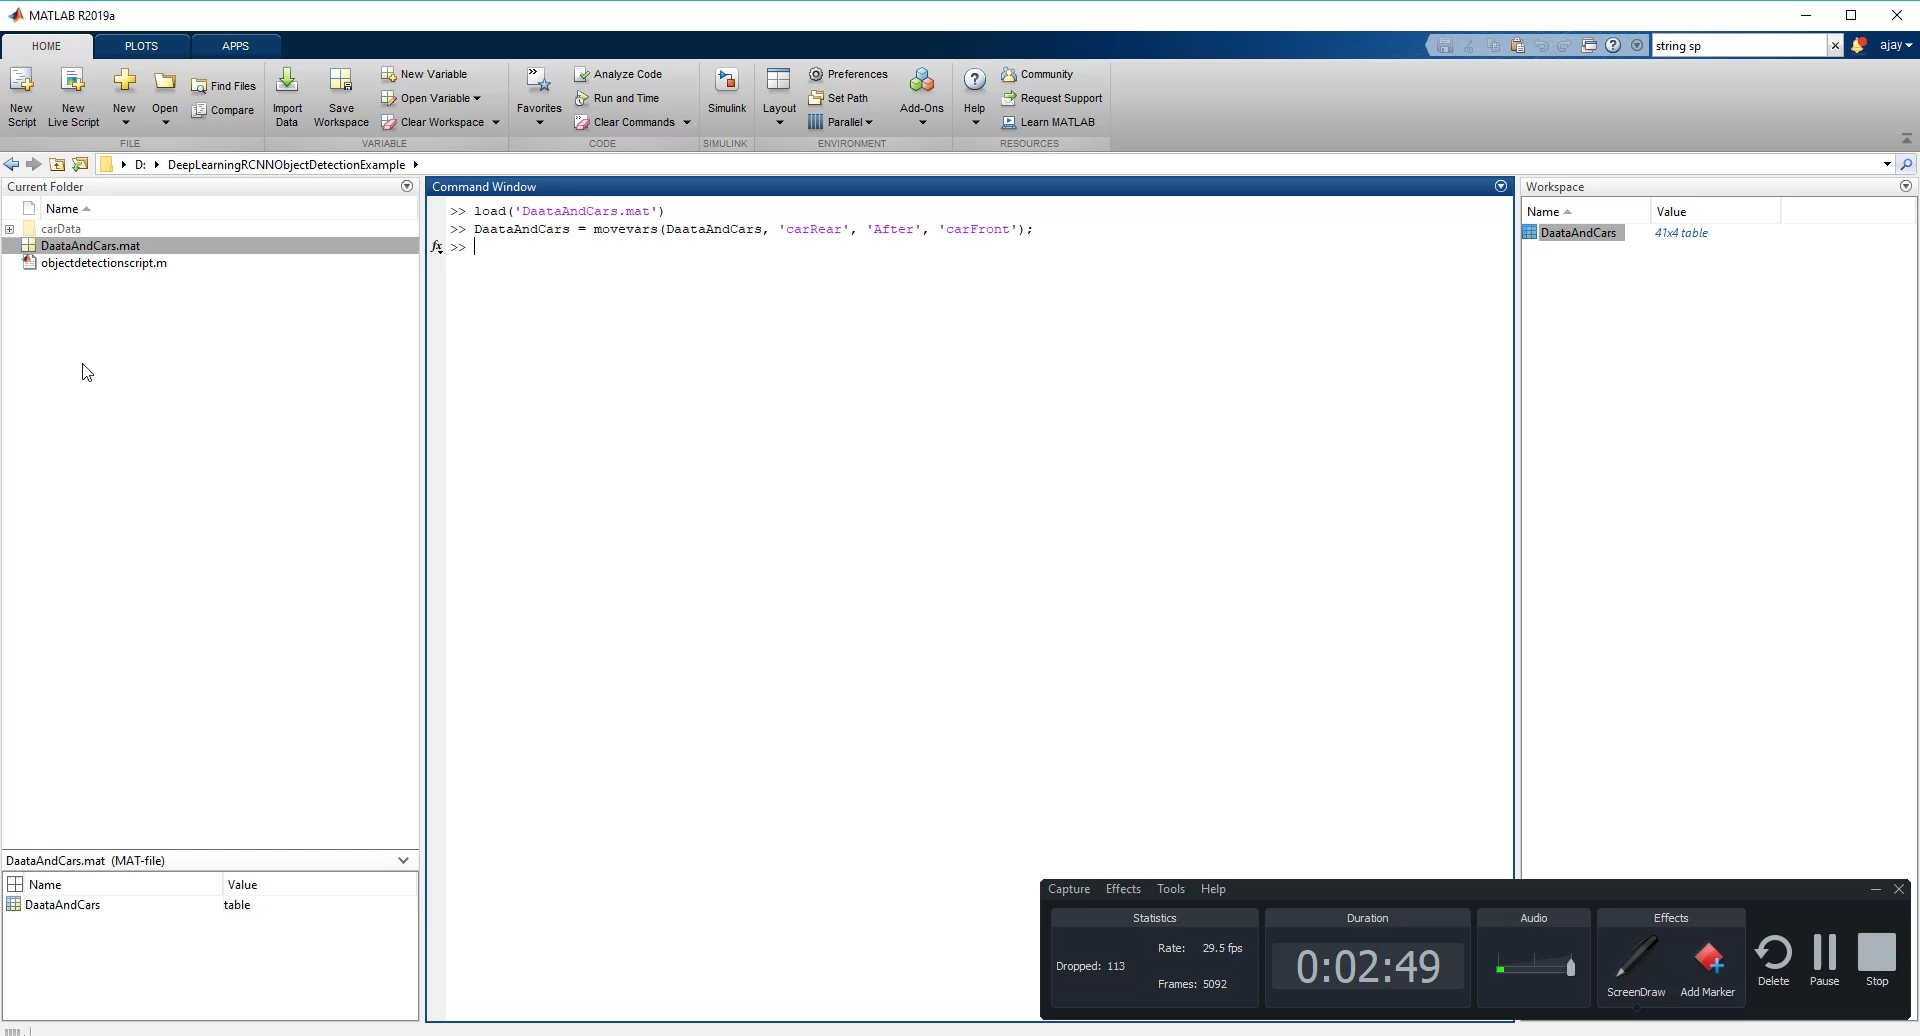 MATLAB R2019a
HOME PLOTS APPS
string sp
ajay
New Script
New Live Script
New
Open
Find Files
Compare
FILE
Import Data
Save Workspace
New Variable
Open Variable
Clear Workspace
VARIABLE
Favorites
Analyze Code
Run and Time
Clear Commands
CODE
Simulink
SIMULINK
Layout
Preferences
Set Path
Parallel
Add-Ons
ENVIRONMENT
Help
Community
Request Support
Learn MATLAB
RESOURCES
D: DeepLearningRCNNObjectDetectionExample
Current Folder
Name
carData
DaataAndCars.mat
objectdetectionscript.m
Command Window
>> load('DaataAndCars.mat')
>> DaataAndCars = movevars(DaataAndCars, 'carRear', 'After', 'carFront');
fx >>
Workspace
Name Value
DaataAndCars 41x4 table
DaataAndCars.mat (MAT-file)
Name Value
DaataAndCars table
Capture Effects Tools Help
Statistics
Rate: 29.5 fps
Dropped: 113
Frames: 5092
Duration
0:02:49
Audio
Effects
ScreenDraw
Add Marker
Delete
Pause
Stop